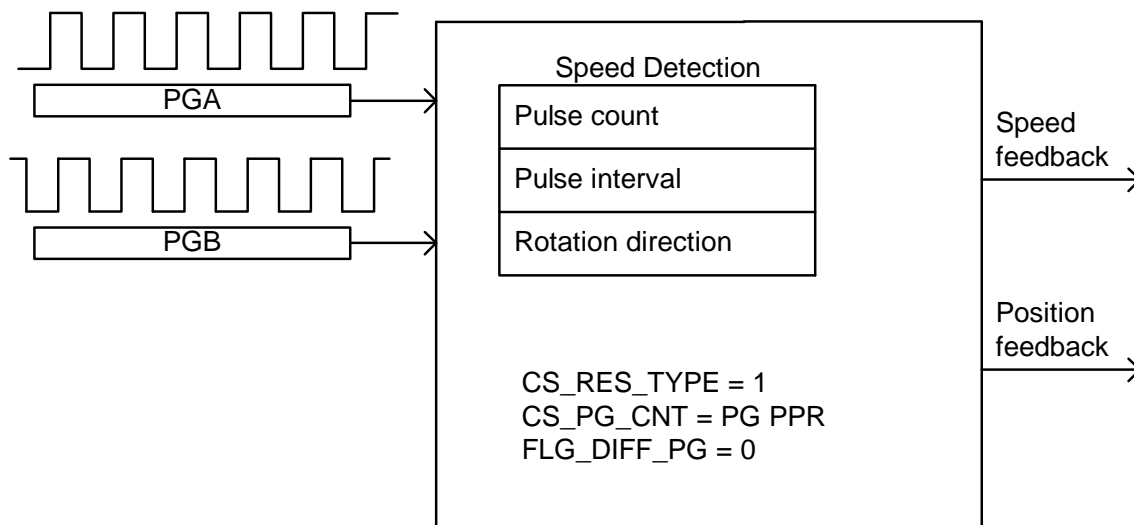 PGA
PGB
Speed Detection
Pulse count
Pulse interval
Rotation direction
CS_RES_TYPE = 1
CS_PG_CNT = PG PPR
FLG_DIFF_PG = 0
Speed
feedback
Position
feedback